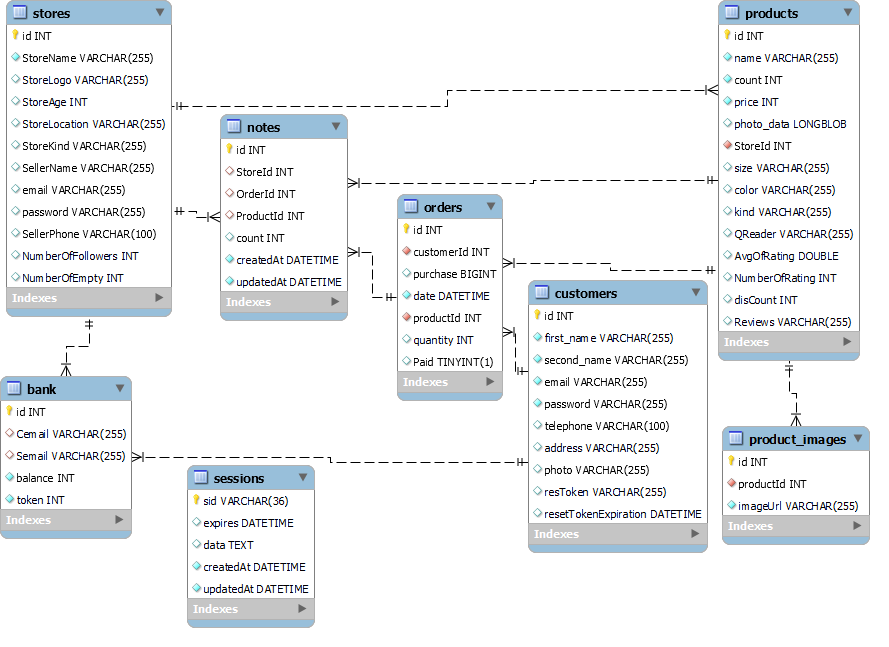 stores
id INT
StoreName VARCHAR(255)
StoreLogo VARCHAR(255)
StoreAge INT
StoreLocation VARCHAR(255)
StoreKind VARCHAR(255)
SellerName VARCHAR(255)
email VARCHAR(255)
password VARCHAR(255)
SellerPhone VARCHAR(100)
NumberOfFollowers INT
NumberOfEmpty INT
Indexes
notes
id INT
StoreId INT
OrderId INT
ProductId INT
count INT
createdAt DATETIME
updatedAt DATETIME
Indexes
orders
id INT
customerId INT
purchase BIGINT
date DATETIME
productId INT
quantity INT
Paid TINYINT(1)
Indexes
products
id INT
name VARCHAR(255)
count INT
price INT
photo_data LONGBLOB
StoreId INT
size VARCHAR(255)
color VARCHAR(255)
kind VARCHAR(255)
QReader VARCHAR(255)
AvgOfRating DOUBLE
NumberOfRating INT
disCount INT
Reviews VARCHAR(255)
Indexes
customers
id INT
first_name VARCHAR(255)
second_name VARCHAR(255)
email VARCHAR(255)
password VARCHAR(255)
telephone VARCHAR(100)
address VARCHAR(255)
photo VARCHAR(255)
resToken VARCHAR(255)
resetTokenExpiration DATETIME
Indexes
bank
id INT
Cemail VARCHAR(255)
Semail VARCHAR(255)
balance INT
token INT
Indexes
sessions
sid VARCHAR(36)
expires DATETIME
data TEXT
createdAt DATETIME
updatedAt DATETIME
Indexes
product_images
id INT
productId INT
imageUrl VARCHAR(255)
Indexes